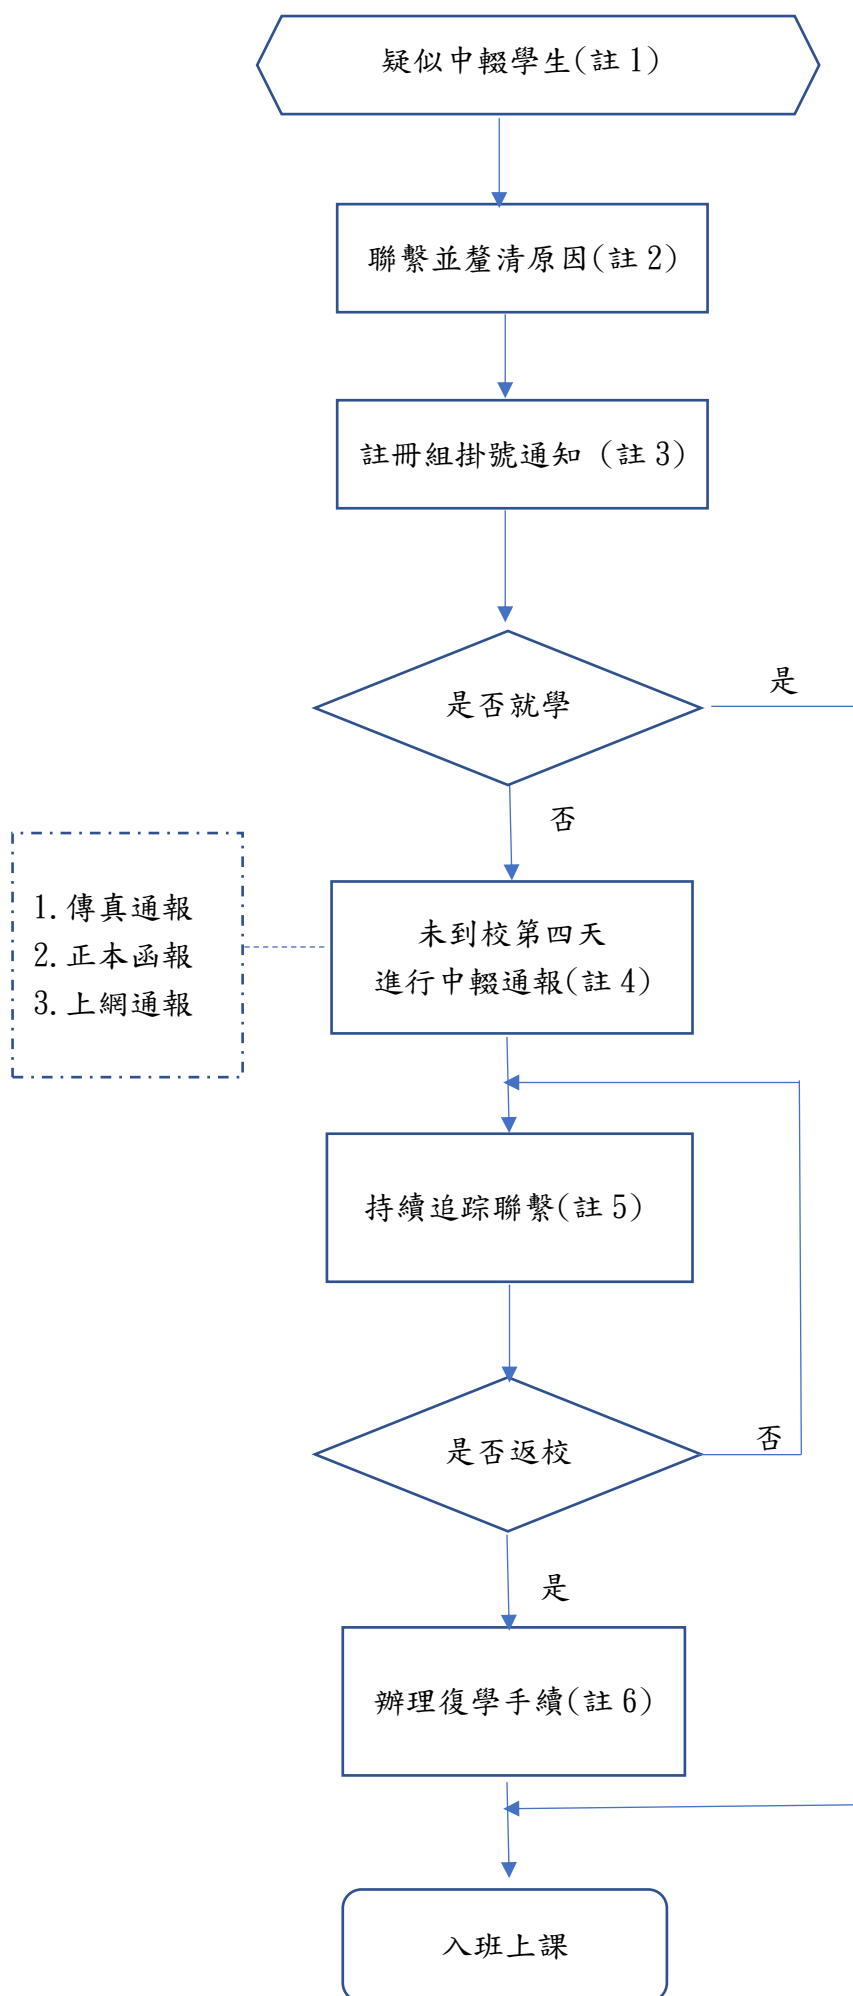 疑似中輟學生(註1)
聯繫並釐清原因(註2)
註冊組掛號通知 (註3)
是否就學
是
否
1.傳真通報
2.正本函報
3.上網通報
未到校第四天
進行中輟通報(註4)
持續追踪聯繫(註5)
是否返校
否
是
辦理復學手續(註6)
入班上課